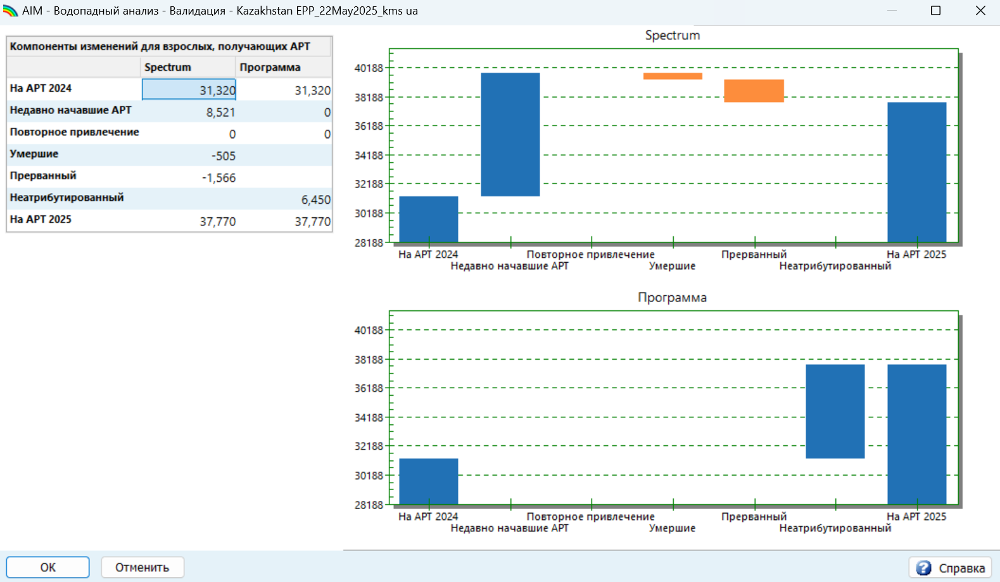 AIM - Водопадный анализ - Валидация - Kazakhstan EPP_22May2025_kms ua
Компоненты изменений для взрослых, получающих АРТ
Spectrum Программа
На АРТ 2024 31,320 31,320
Недавно начавшие АРТ 8,521 0
Повторное привлечение 0 0
Умершие -505
Прерванный -1,566
Неатрибутированный 6,450
На АРТ 2025 37,770 37,770
Spectrum
40188
38188
36188
34188
32188
30188
28188
На АРТ 2024 Повторное привлечение Прерванный На АРТ 2025
Недавно начавшие АРТ Умершие Неатрибутированный
Программа
40188
38188
36188
34188
32188
30188
28188
На АРТ 2024 Повторное привлечение Прерванный На АРТ 2025
Недавно начавшие АРТ Умершие Неатрибутированный
ОК Отменить ? Справка